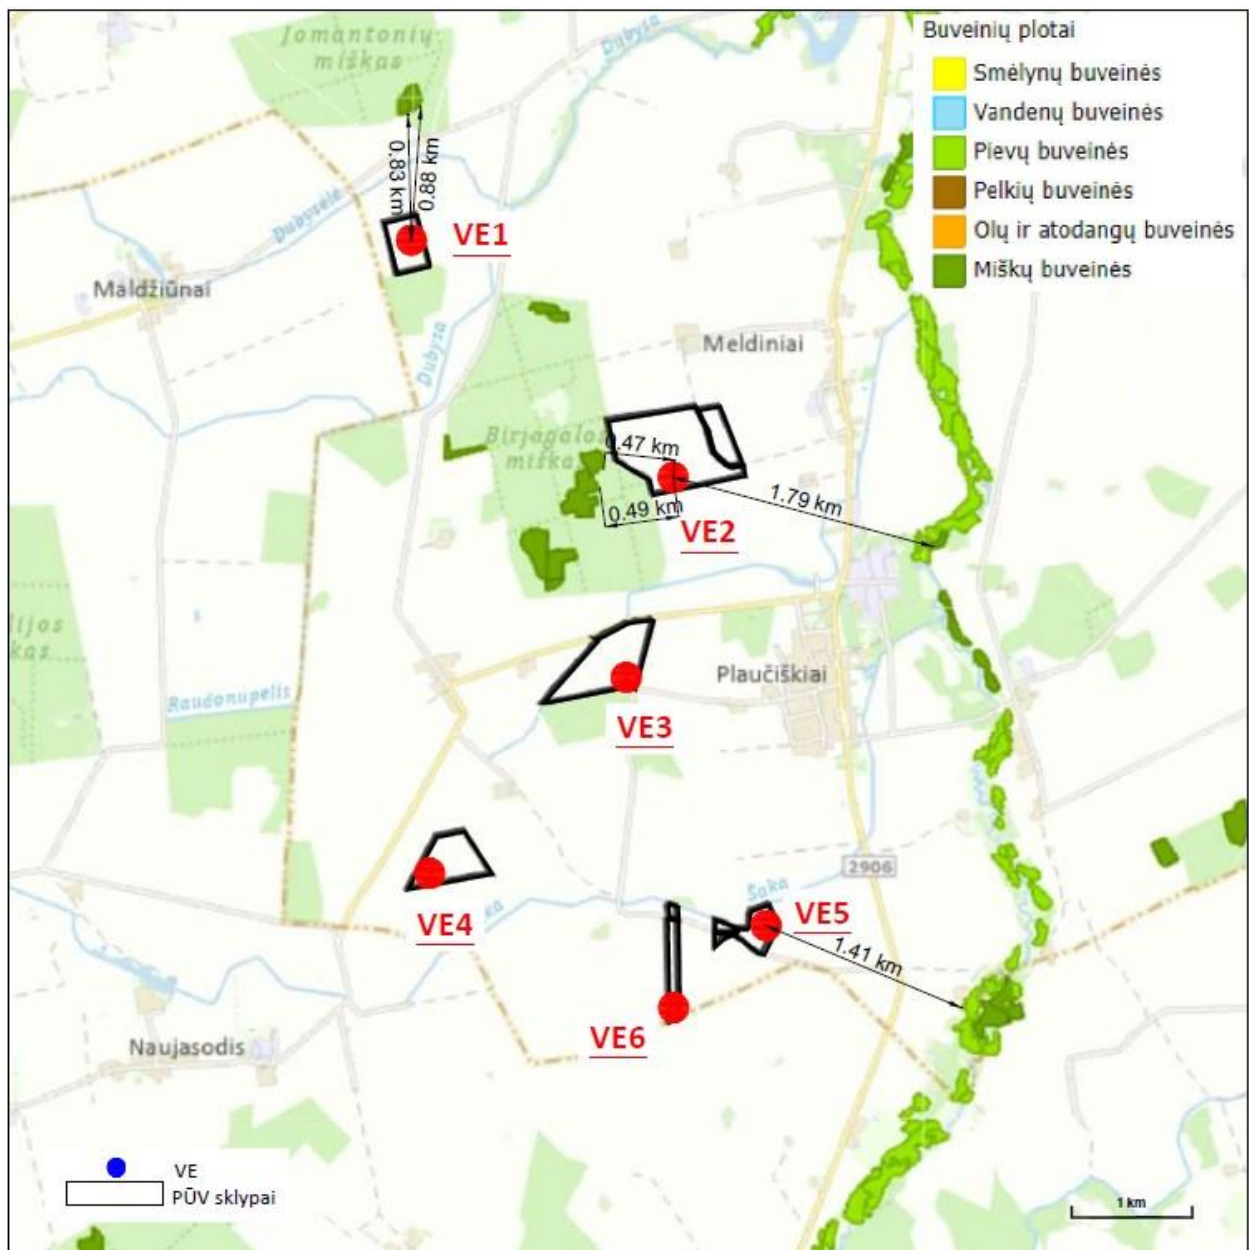 Jomantonių
miškas
Dubysa
Buveinių plotai
Smėlynų buveinės
Vandenų buveinės
Pievų buveinės
Pelkių buveinės
Olų ir atodangų buveinės
Miškų buveinės
0.83 km
0.88 km
Dubysėlė
VE1
Maldžiūnai
Dubysa
Meldiniai
Birjagalos
miškas
0.47 km
0.49 km
1.79 km
VE2
lijos
kas
Raudonupelis
Plaučiškiai
VE3
2906
Šaka
VE4
VE5
1.41 km
VE6
Naujasodis
VE
PŪV sklypai
1 km